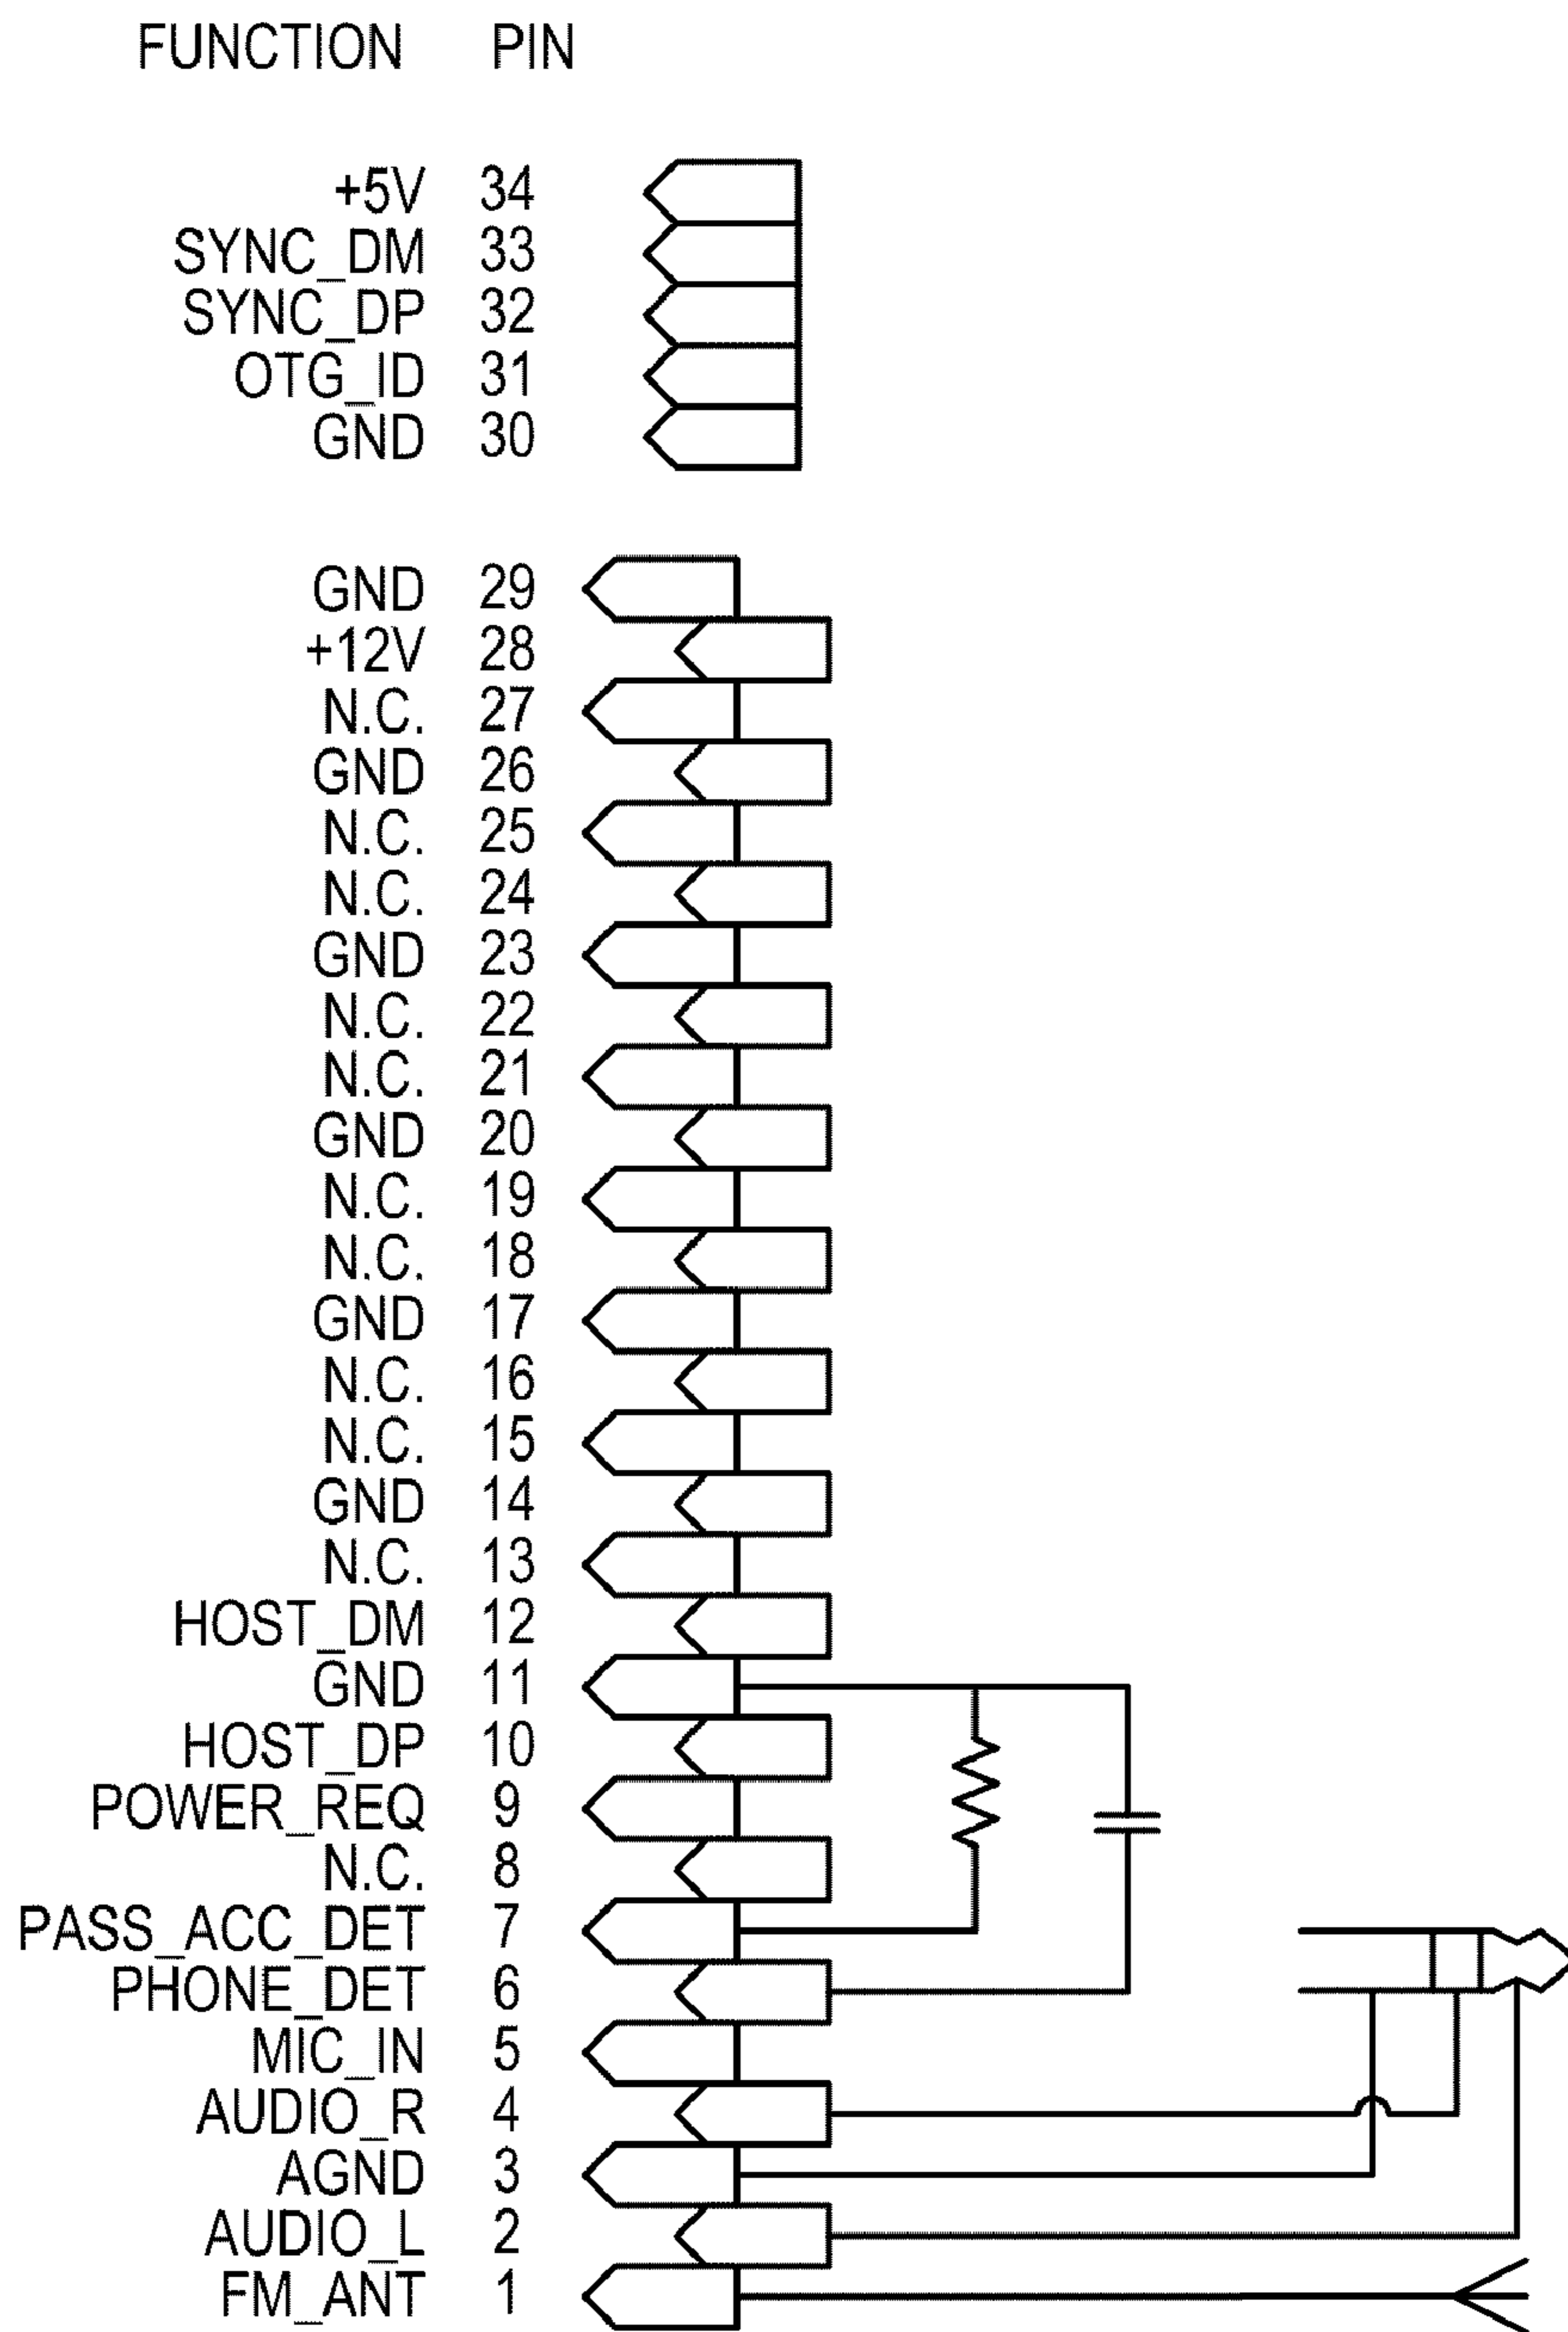 FUNCTION PIN
+5V 34
SYNC_DM 33
SYNC_DP 32
OTG_ID 31
GND 30
GND 29
+12V 28
N.C. 27
GND 26
N.C. 25
N.C. 24
GND 23
N.C. 22
N.C. 21
GND 20
N.C. 19
N.C. 18
GND 17
N.C. 16
N.C. 15
GND 14
N.C. 13
HOST_DM 12
GND 11
HOST_DP 10
POWER_REQ 9
N.C. 8
PASS_ACC_DET 7
PHONE_DET 6
MIC_IN 5
AUDIO_R 4
AGND 3
AUDIO_L 2
FM_ANT 1